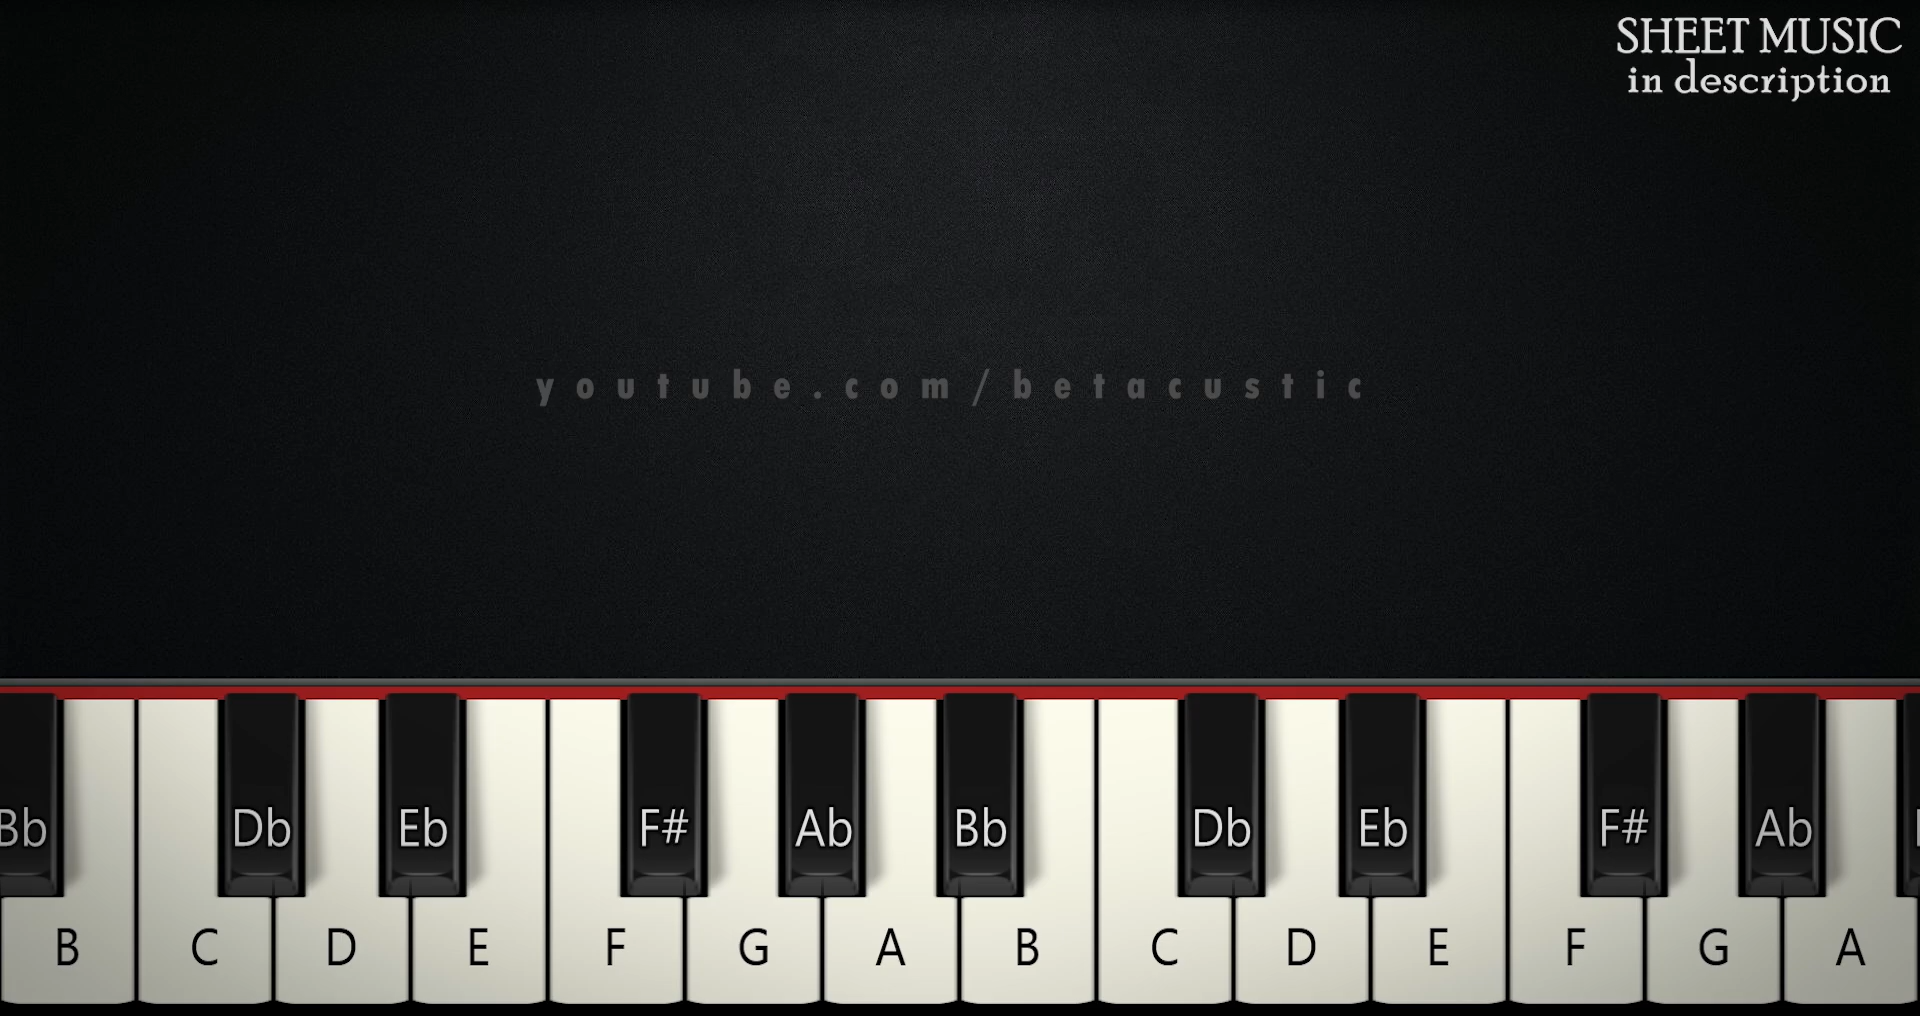 SHEET MUSIC
in description
youtube.com/betacustic
Bb Db Eb F# Ab Bb Db Eb F# Ab
B C D E F G A B C D E F G A